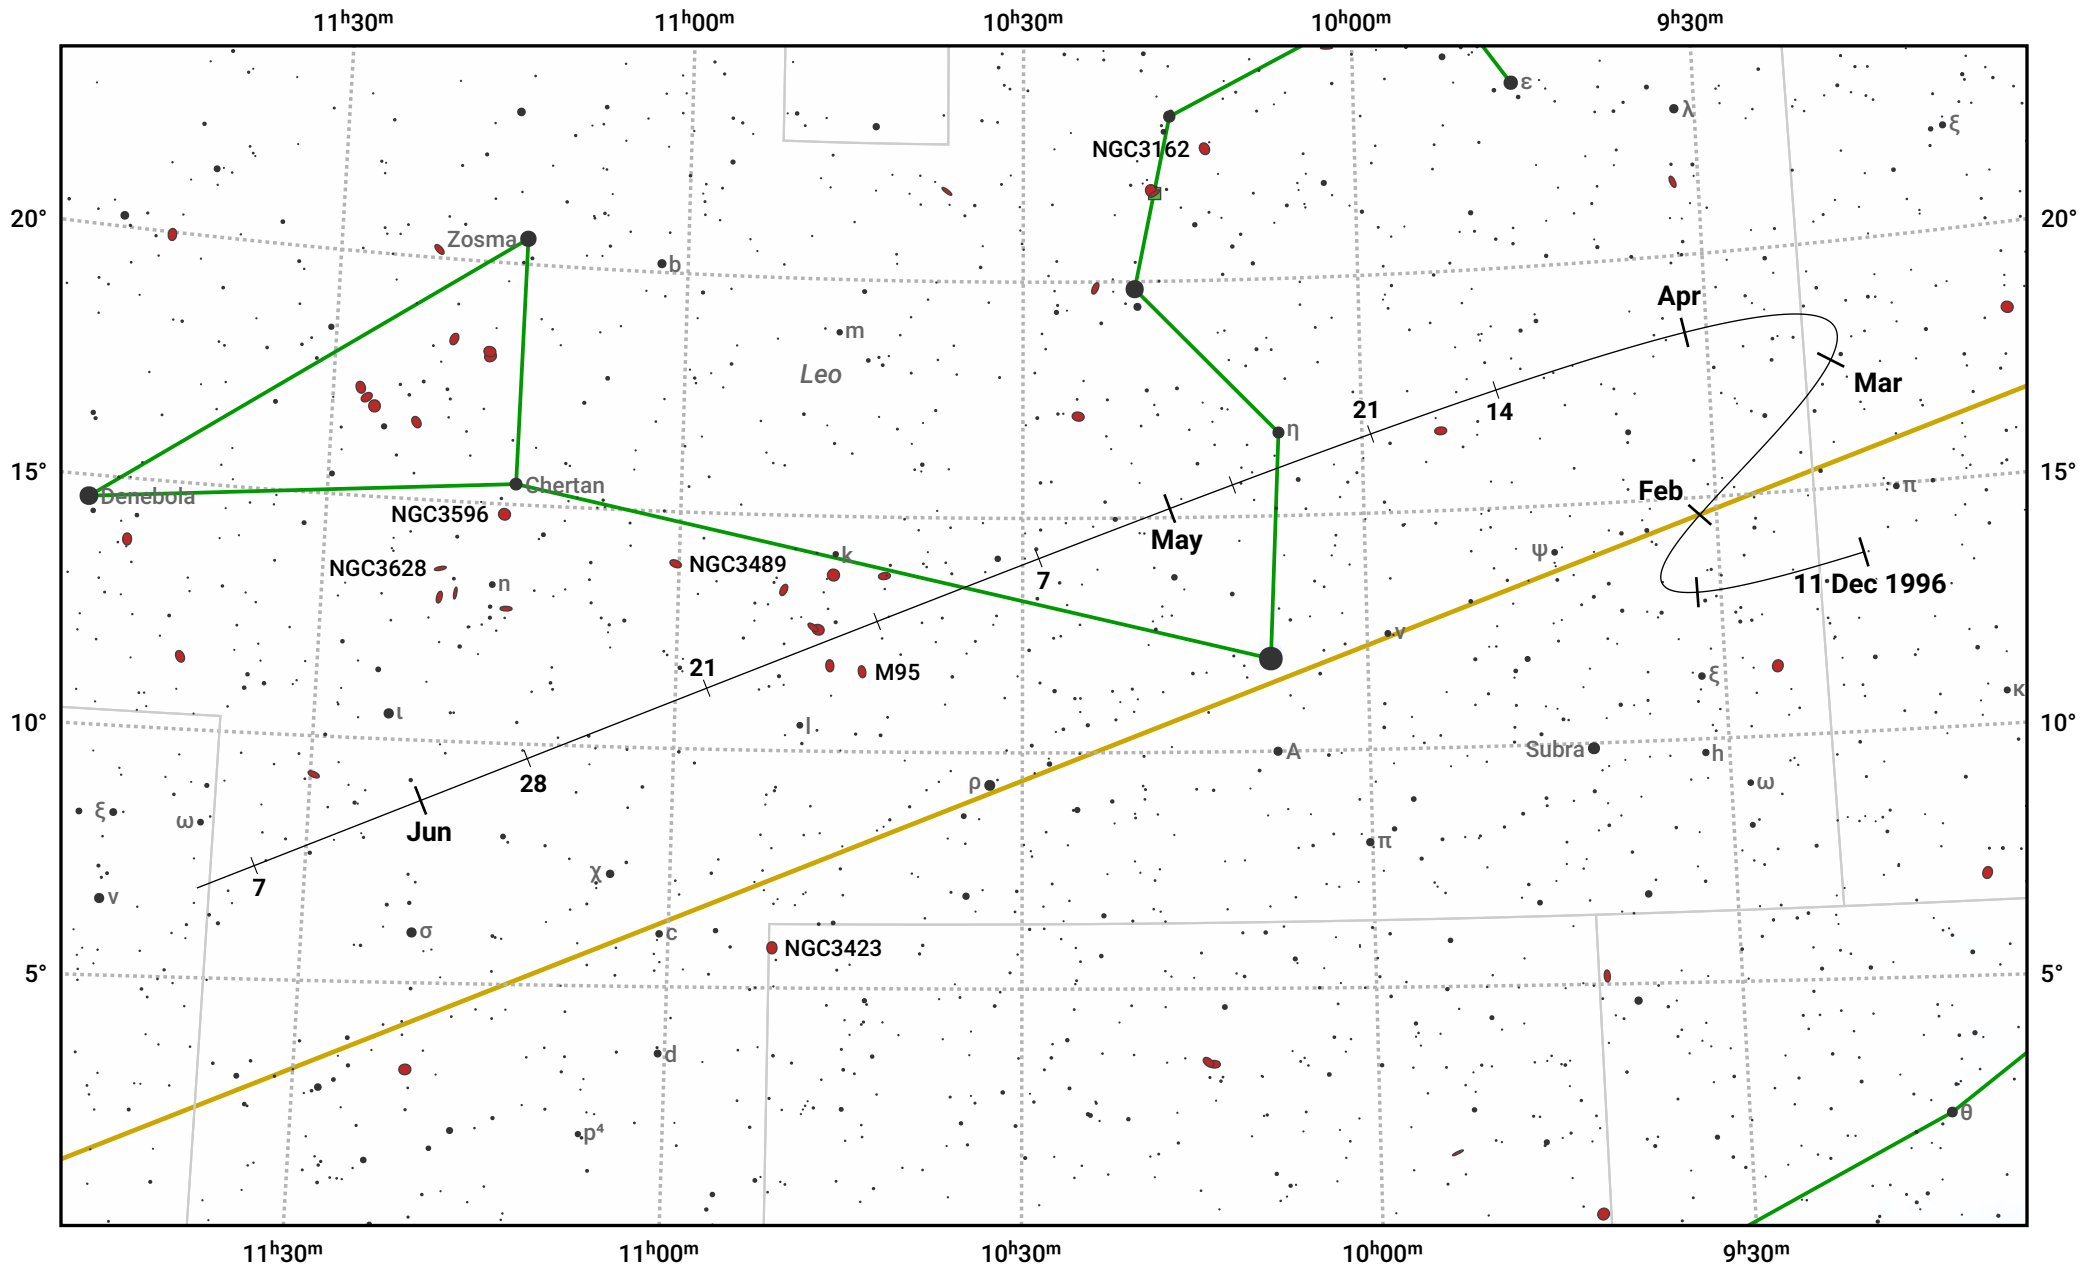 11ʰ30ᵐ 11ʰ00ᵐ 10ʰ30ᵐ 10ʰ00ᵐ 9ʰ30ᵐ
ε
λ
ξ
NGC3162
20° 20°
Zosma
b
Apr
m
Leo
Mar
21
14
η
15° 15°
Denebola
Chertan
π
Feb
NGC3596
May
ψ
k
NGC3489
NGC3628
n
7
11 Dec 1996
ν
21
M95
ξ
κ
ι
10° 10°
l
A
Subra
h
28
ρ
ω
ξ
ω
Jun
π
χ
7
ν
σ
c
NGC3423
5° 5°
d
θ
p⁴
11ʰ30ᵐ 11ʰ00ᵐ 10ʰ30ᵐ 10ʰ00ᵐ 9ʰ30ᵐ